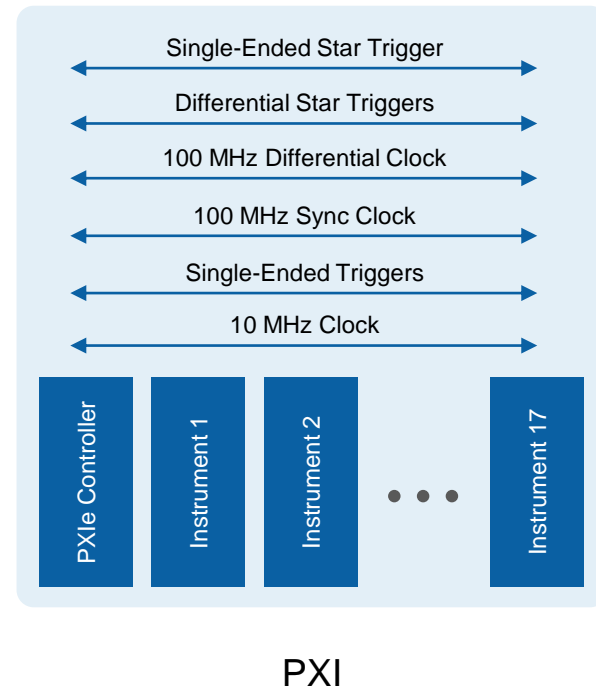 Single-Ended Star Trigger
Differential Star Triggers
100 MHz Differential Clock
100 MHz Sync Clock
Single-Ended Triggers
10 MHz Clock
PXIe Controller
Instrument 1
Instrument 2
Instrument 17
PXI